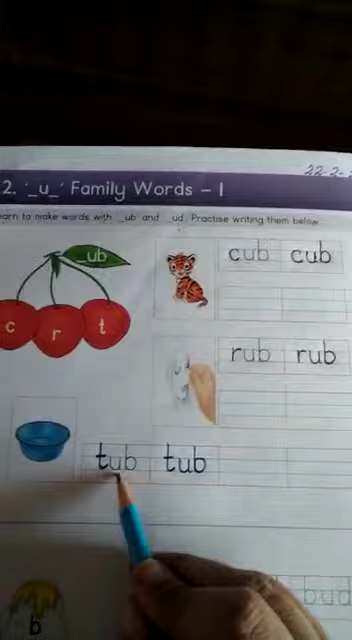 22-2-
2. '_u_' Family Words - 1
earn to make words with _ub and _ud. Practise writing them below
_ub
c r t
cub cub
rub rub
tub tub
b
bud